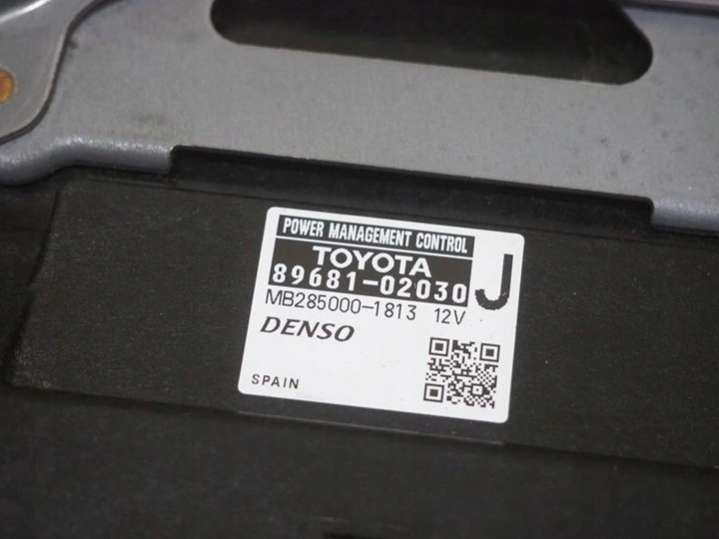 POWER MANAGEMENT CONTROL
TOYOTA
89681-02030 J
MB285000-1813 12V
DENSO
SPAIN